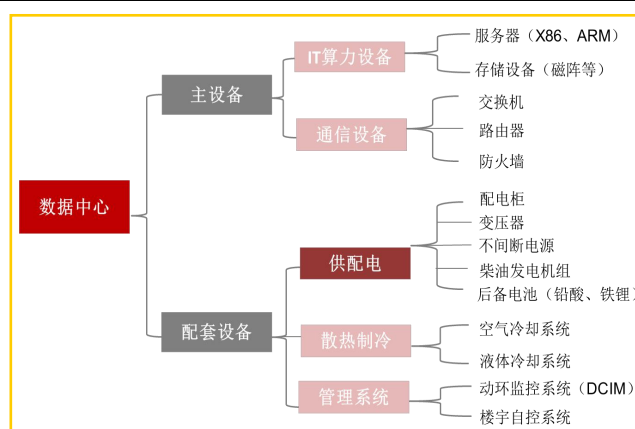 数据中心
主设备
IT算力设备
服务器（X86、ARM）
存储设备（磁阵等）
通信设备
交换机
路由器
防火墙
配套设备
供配电
配电柜
变压器
不间断电源
柴油发电机组
后备电池（铅酸、铁锂）
散热制冷
空气冷却系统
液体冷却系统
管理系统
动环监控系统（DCIM）
楼宇自控系统